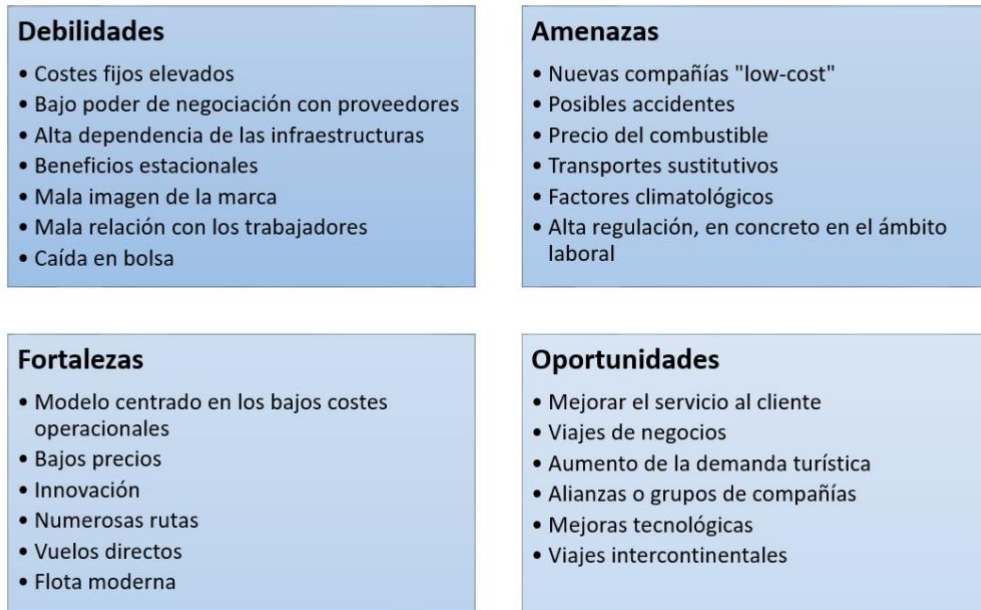 Debilidades
• Costes fijos elevados
• Bajo poder de negociación con proveedores
• Alta dependencia de las infraestructuras
• Beneficios estacionales
• Mala imagen de la marca
• Mala relación con los trabajadores
• Caída en bolsa
Amenazas
• Nuevas compañías "low-cost"
• Posibles accidentes
• Precio del combustible
• Transportes sustitutivos
• Factores climatológicos
• Alta regulación, en concreto en el ámbito
laboral
Fortalezas
• Modelo centrado en los bajos costes
operacionales
• Bajos precios
• Innovación
• Numerosas rutas
• Vuelos directos
• Flota moderna
Oportunidades
• Mejorar el servicio al cliente
• Viajes de negocios
• Aumento de la demanda turística
• Alianzas o grupos de compañías
• Mejoras tecnológicas
• Viajes intercontinentales